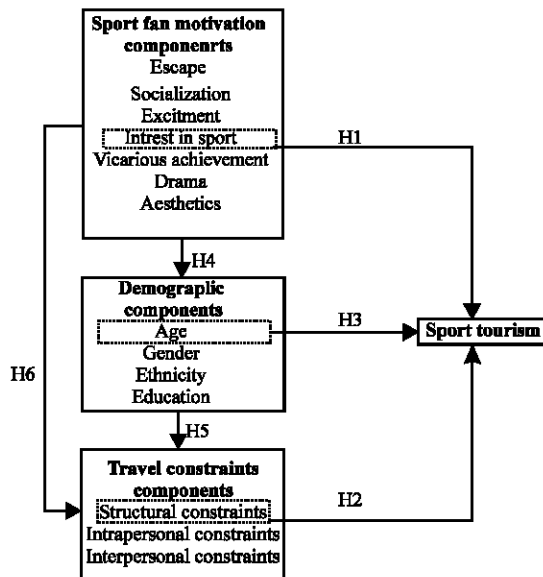 Sport fan motivation
componenrts
Escape
Socialization
Excitment
Intrest in sport
Vicarious achievement
Drama
Aesthetics
H1
H4
Demographic
components
Age
Gender
Ethnicity
Education
H3
Sport tourism
H6
H5
Travel constraints
components
Structural constraints
Intrapersonal constraints
Interpersonal constraints
H2